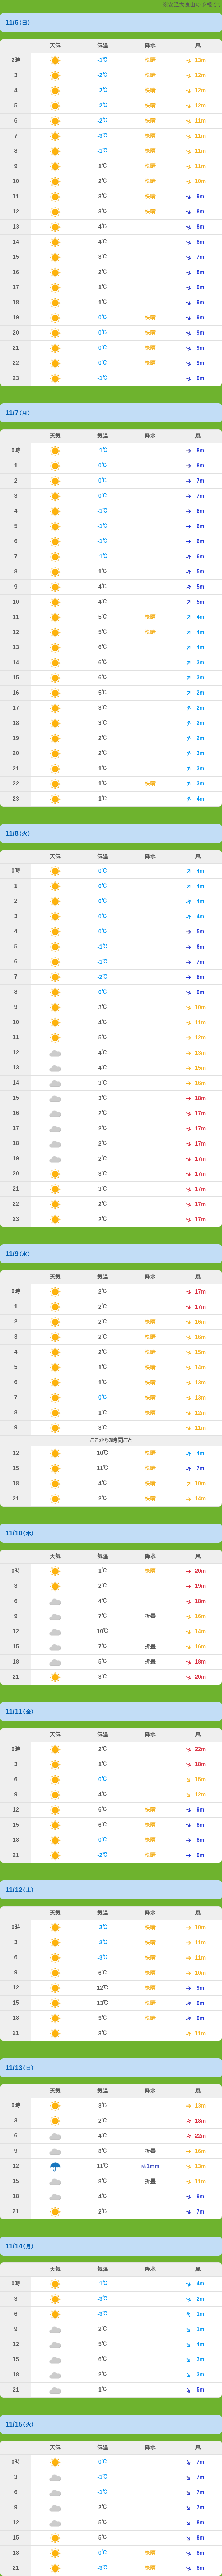 ※安達太良山の予報です
11/6(日)
天気 気温 降水 風
2時 -1℃ 快晴 13m
3 -2℃ 快晴 12m
4 -2℃ 快晴 12m
5 -2℃ 快晴 12m
6 -2℃ 快晴 11m
7 -3℃ 快晴 11m
8 -1℃ 快晴 11m
9 1℃ 快晴 11m
10 2℃ 快晴 10m
11 3℃ 快晴 9m
12 3℃ 快晴 8m
13 4℃ 8m
14 4℃ 8m
15 3℃ 7m
16 2℃ 8m
17 1℃ 9m
18 1℃ 9m
19 0℃ 快晴 9m
20 0℃ 快晴 9m
21 0℃ 快晴 9m
22 0℃ 快晴 9m
23 -1℃ 9m
11/7(月)
天気 気温 降水 風
0時 -1℃ 8m
1 0℃ 8m
2 0℃ 7m
3 0℃ 7m
4 -1℃ 6m
5 -1℃ 6m
6 -1℃ 6m
7 -1℃ 6m
8 1℃ 5m
9 4℃ 5m
10 4℃ 5m
11 5℃ 快晴 4m
12 5℃ 快晴 4m
13 6℃ 4m
14 6℃ 3m
15 6℃ 3m
16 5℃ 2m
17 3℃ 2m
18 3℃ 2m
19 2℃ 2m
20 2℃ 3m
21 1℃ 3m
22 1℃ 快晴 3m
23 1℃ 4m
11/8(火)
天気 気温 降水 風
0時 0℃ 4m
1 0℃ 4m
2 0℃ 4m
3 0℃ 4m
4 0℃ 5m
5 -1℃ 6m
6 -1℃ 7m
7 -2℃ 8m
8 0℃ 9m
9 3℃ 10m
10 4℃ 11m
11 5℃ 12m
12 4℃ 13m
13 4℃ 15m
14 3℃ 16m
15 3℃ 18m
16 2℃ 17m
17 2℃ 17m
18 2℃ 17m
19 2℃ 17m
20 3℃ 17m
21 3℃ 17m
22 2℃ 17m
23 2℃ 17m
11/9(水)
天気 気温 降水 風
0時 2℃ 17m
1 2℃ 17m
2 2℃ 快晴 16m
3 2℃ 快晴 16m
4 2℃ 快晴 15m
5 1℃ 快晴 14m
6 1℃ 快晴 13m
7 0℃ 快晴 13m
8 1℃ 快晴 12m
9 3℃ 快晴 11m
ここから3時間ごと
12 10℃ 快晴 4m
15 11℃ 快晴 7m
18 4℃ 快晴 10m
21 2℃ 快晴 14m
11/10(木)
天気 気温 降水 風
0時 1℃ 快晴 20m
3 2℃ 19m
6 4℃ 18m
9 7℃ 折畳 16m
12 10℃ 14m
15 7℃ 折畳 16m
18 5℃ 折畳 18m
21 3℃ 20m
11/11(金)
天気 気温 降水 風
0時 2℃ 22m
3 1℃ 18m
6 0℃ 15m
9 4℃ 12m
12 6℃ 快晴 9m
15 6℃ 快晴 8m
18 0℃ 快晴 8m
21 -2℃ 快晴 9m
11/12(土)
天気 気温 降水 風
0時 -3℃ 快晴 10m
3 -3℃ 快晴 11m
6 -3℃ 快晴 11m
9 6℃ 快晴 10m
12 12℃ 快晴 9m
15 13℃ 快晴 9m
18 5℃ 快晴 9m
21 3℃ 11m
11/13(日)
天気 気温 降水 風
0時 3℃ 13m
3 2℃ 18m
6 4℃ 22m
9 8℃ 折畳 16m
12 11℃ 雨1mm 13m
15 8℃ 折畳 11m
18 4℃ 9m
21 2℃ 7m
11/14(月)
天気 気温 降水 風
0時 -1℃ 4m
3 -3℃ 2m
6 -3℃ 1m
9 2℃ 1m
12 5℃ 4m
15 6℃ 3m
18 2℃ 3m
21 1℃ 5m
11/15(火)
天気 気温 降水 風
0時 0℃ 7m
3 -1℃ 7m
6 -1℃ 7m
9 2℃ 7m
12 5℃ 8m
15 5℃ 8m
18 0℃ 快晴 8m
21 -3℃ 快晴 8m